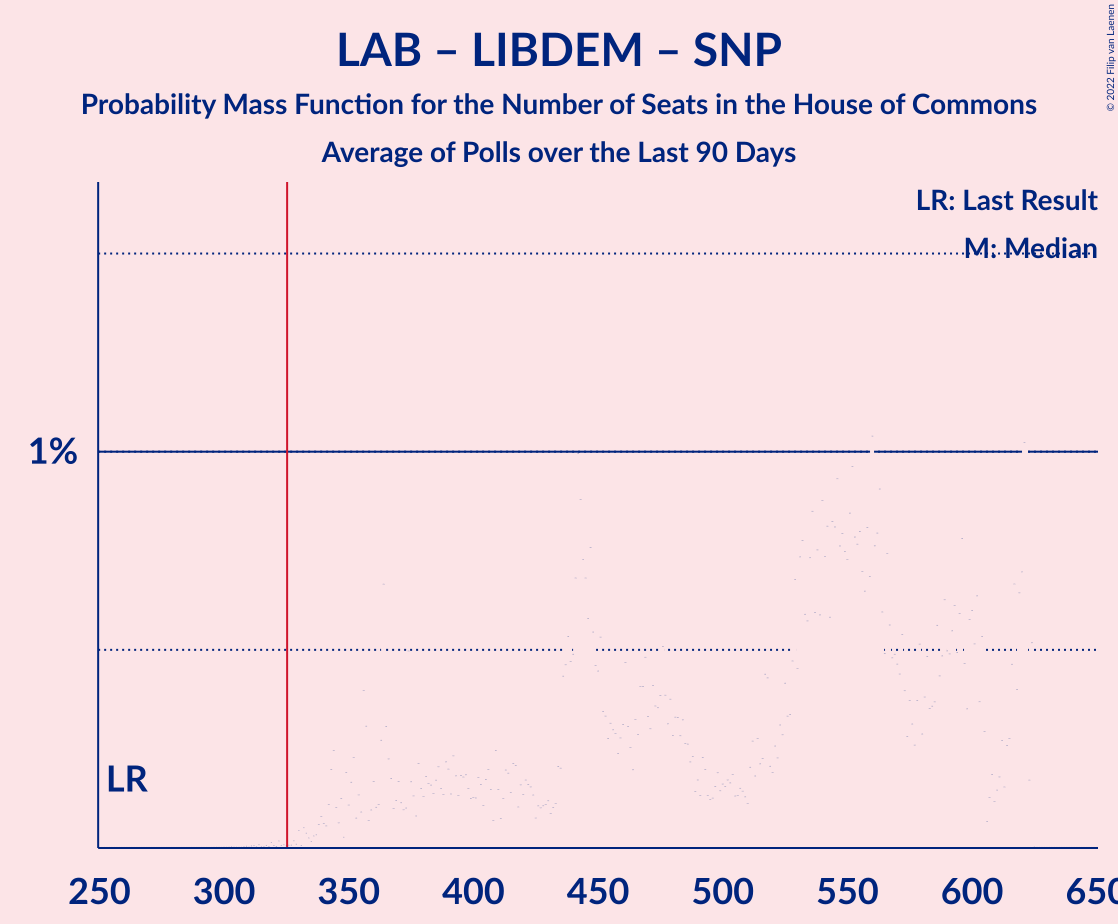 LAB – LIBDEM – SNP
Probability Mass Function for the Number of Seats in the House of Commons
Average of Polls over the Last 90 Days
© 2022 Filip van Laenen
LR: Last Result
M: Median
1%
LR
250 300 350 400 450 500 550 600 650